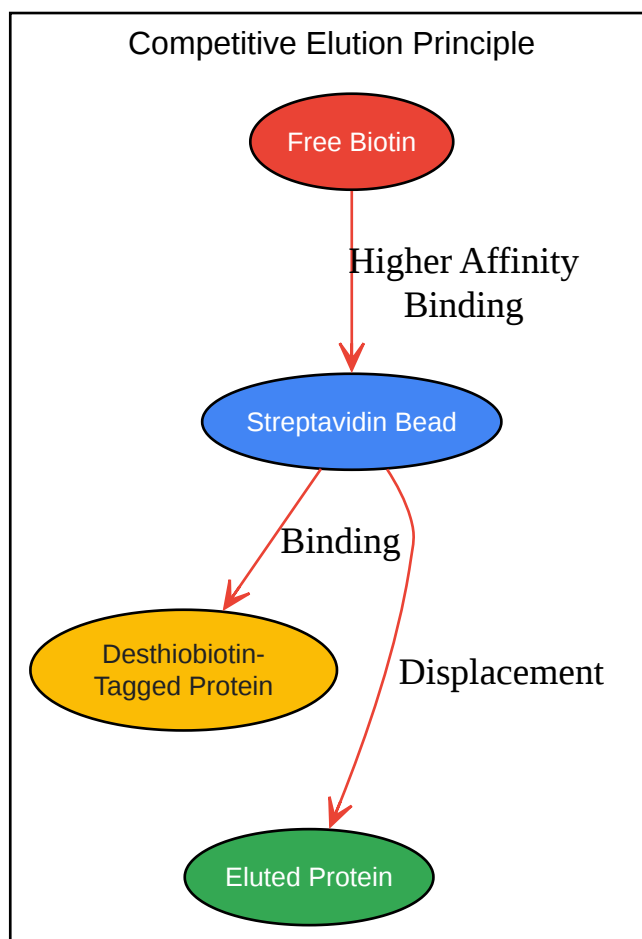 Competitive Elution Principle
Free Biotin
Higher Affinity
Binding
Streptavidin Bead
Binding
Desthiobiotin-
Tagged Protein
Displacement
Eluted Protein